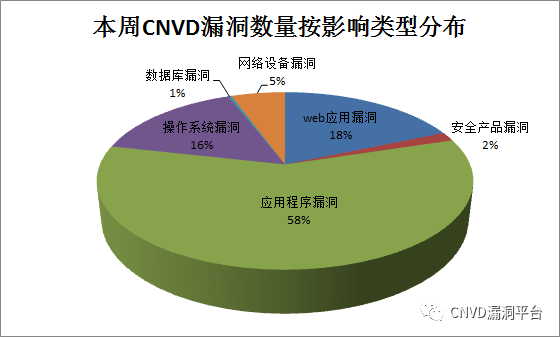 本周CNVD漏洞数量按影响类型分布
网络设备漏洞
5%
数据库漏洞
1%
web应用漏洞
18%
安全产品漏洞
2%
操作系统漏洞
16%
应用程序漏洞
58%
CNVD漏洞平台